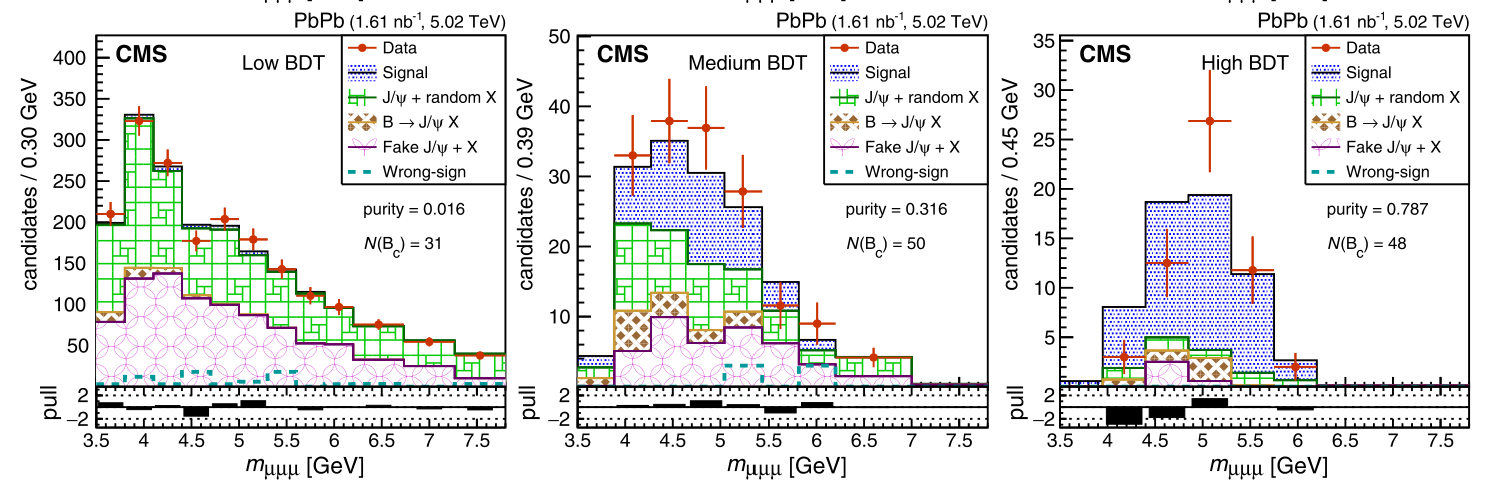 PbPb (1.61 nb⁻¹, 5.02 TeV)
CMS
Low BDT
Data
Signal
J/ψ + random X
B → J/ψ X
Fake J/ψ + X
Wrong-sign
purity = 0.016
N(B_c) = 31
candidates / 0.30 GeV
400
350
300
250
200
150
100
50
pull
2
−2
3.5 4 4.5 5 5.5 6 6.5 7 7.5
m_μμμ [GeV]
PbPb (1.61 nb⁻¹, 5.02 TeV)
CMS
Medium BDT
Data
Signal
J/ψ + random X
B → J/ψ X
Fake J/ψ + X
Wrong-sign
purity = 0.316
N(B_c) = 50
candidates / 0.39 GeV
50
40
30
20
10
pull
2
−2
3.5 4 4.5 5 5.5 6 6.5 7 7.5
m_μμμ [GeV]
PbPb (1.61 nb⁻¹, 5.02 TeV)
CMS
High BDT
Data
Signal
J/ψ + random X
B → J/ψ X
Fake J/ψ + X
Wrong-sign
purity = 0.787
N(B_c) = 48
candidates / 0.45 GeV
35
30
25
20
15
10
5
pull
2
−2
3.5 4 4.5 5 5.5 6 6.5 7 7.5
m_μμμ [GeV]